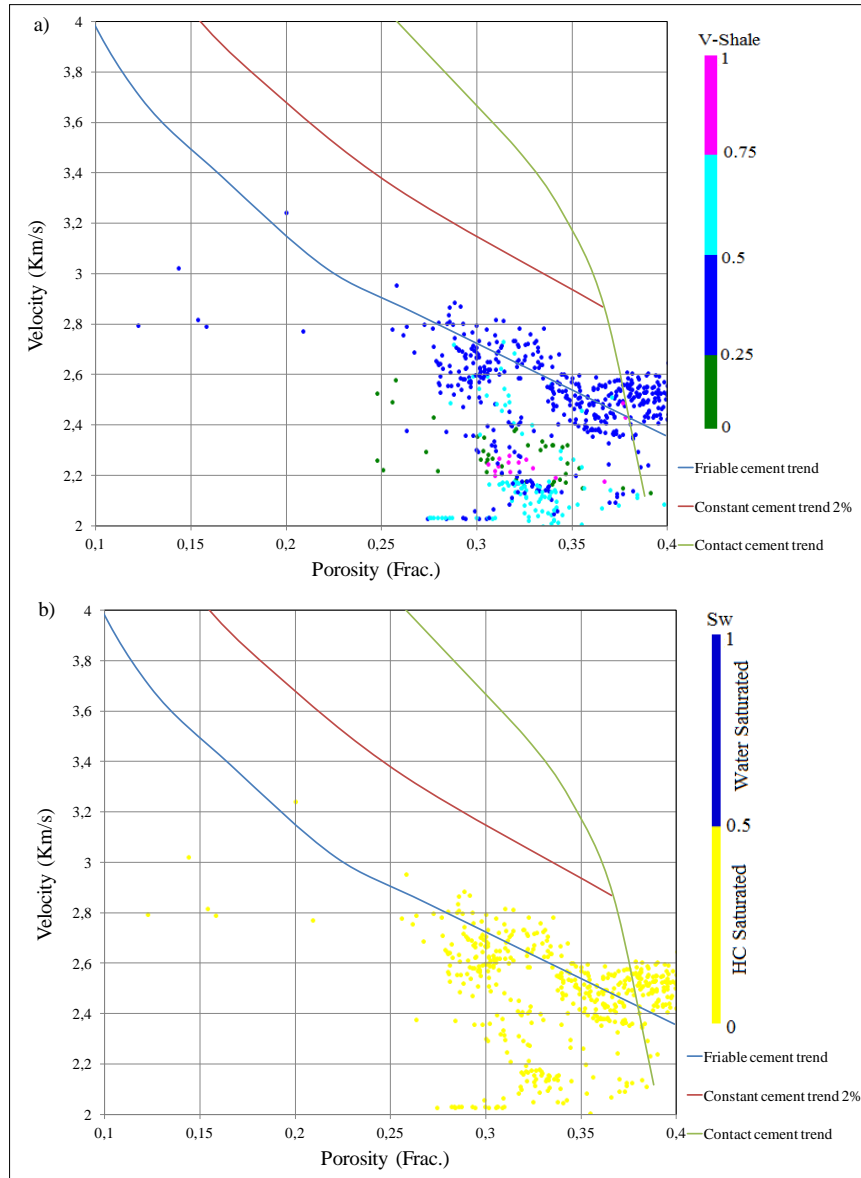 a)
V-Shale
1
0.75
0.5
0.25
0
4
3,8
3,6
3,4
3,2
3
2,8
2,6
2,4
2,2
2
Velocity (Km/s)
0,1
0,15
0,2
0,25
0,3
0,35
0,4
Porosity (Frac.)
Friable cement trend
Constant cement trend 2%
Contact cement trend
b)
Sw
1
Water Saturated
0.5
HC Saturated
0
4
3,8
3,6
3,4
3,2
3
2,8
2,6
2,4
2,2
2
Velocity (Km/s)
0,1
0,15
0,2
0,25
0,3
0,35
0,4
Porosity (Frac.)
Friable cement trend
Constant cement trend 2%
Contact cement trend